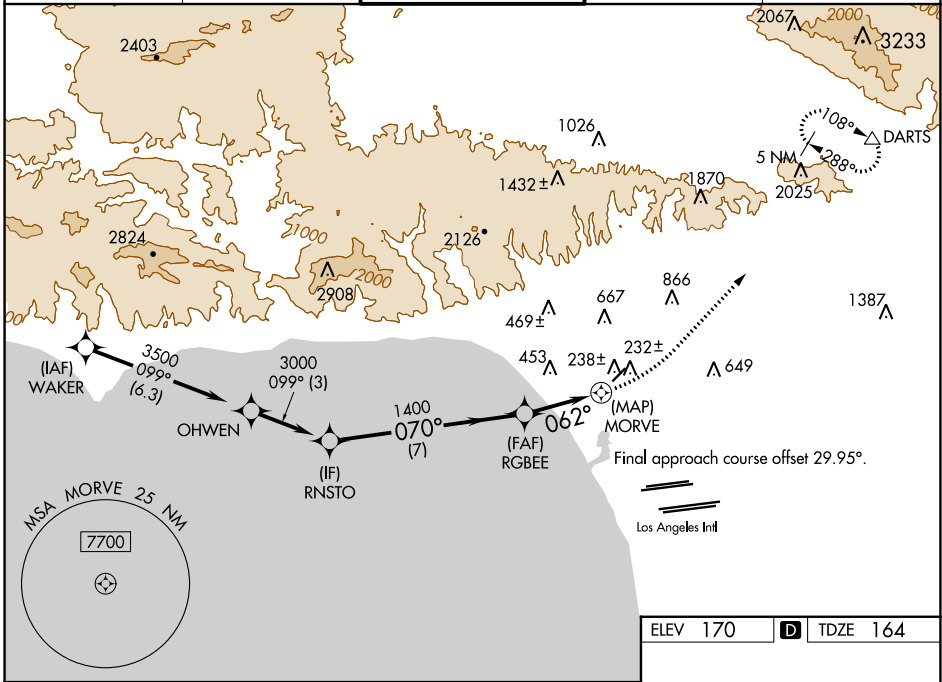 2067
2000
3233
2403
108°
DARTS
1026
5 NM
288°
1432 ±
1870
2025
1000
2824
2126
2908
2000
00
866
667
469 ±
1387
3500
099°
(6.3)
(IAF)
WAKER
3000
099° (3)
453
238 ±
232 ±
649
OHWEN
1400
070°
(7)
062°
(MAP)
MORVE
(FAF)
RGBEE
(IF)
RNSTO
Final approach course offset 29.95°.
MSA MORVE 25 NM
7700
Los Angeles Intl
ELEV 170 D TDZE 164